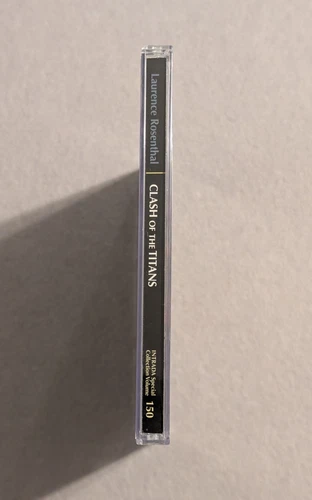 Laurence Rosenthal
CLASH OF THE TITANS
INTRADA Special
Collection Volume
150